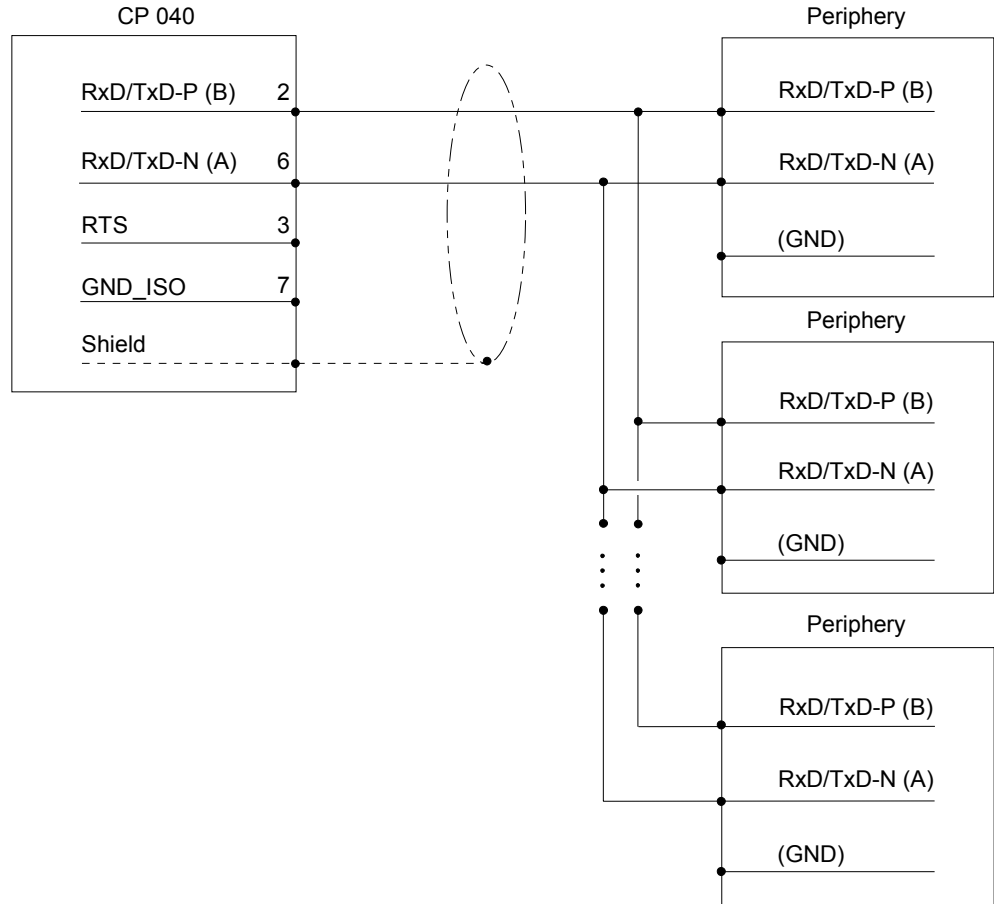 CP 040
RxD/TxD-P (B) 2
RxD/TxD-N (A) 6
RTS 3
GND_ISO 7
Shield
Periphery
RxD/TxD-P (B)
RxD/TxD-N (A)
(GND)
Periphery
RxD/TxD-P (B)
RxD/TxD-N (A)
(GND)
Periphery
RxD/TxD-P (B)
RxD/TxD-N (A)
(GND)